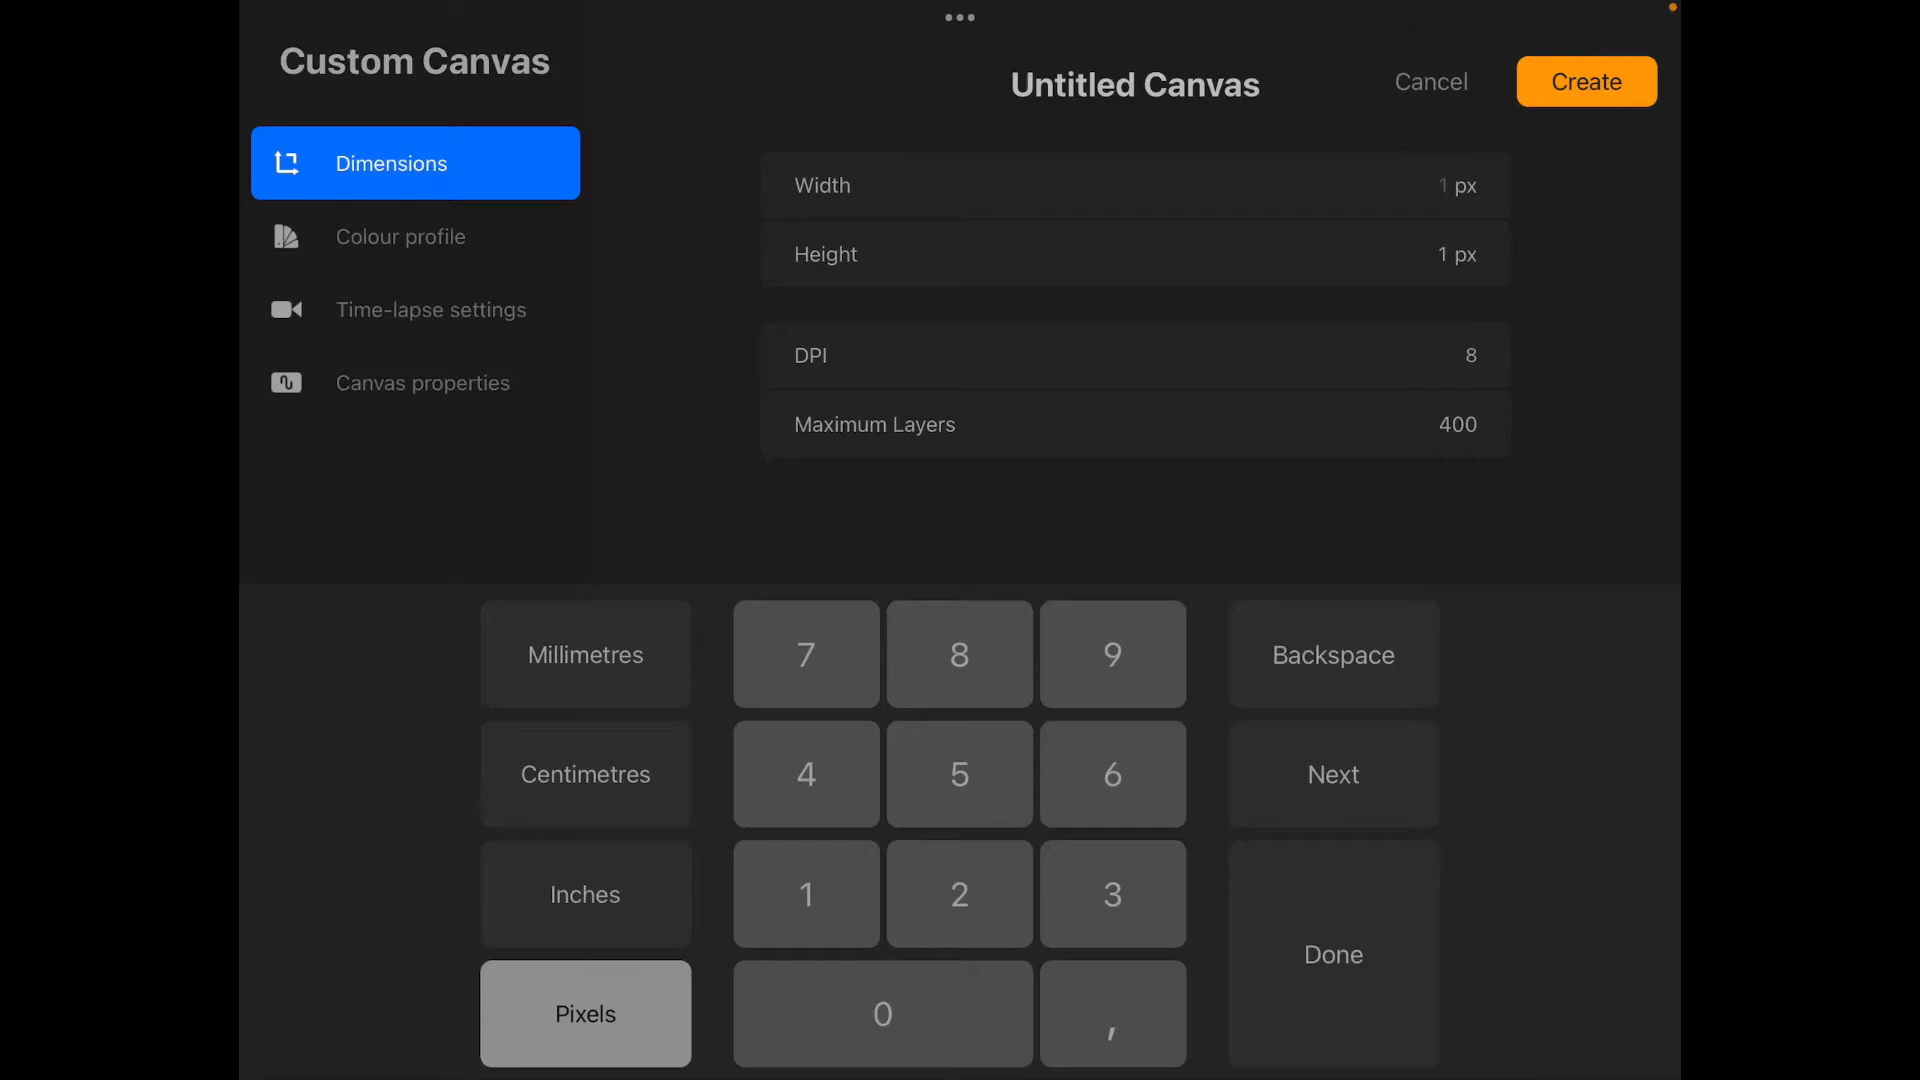 Custom Canvas
Untitled Canvas
Cancel
Create
Dimensions
Colour profile
Time-lapse settings
Canvas properties
Width 1 px
Height 1 px
DPI 8
Maximum Layers 400
Millimetres 7 8 9 Backspace
Centimetres 4 5 6 Next
Inches 1 2 3
Done
Pixels 0 ,